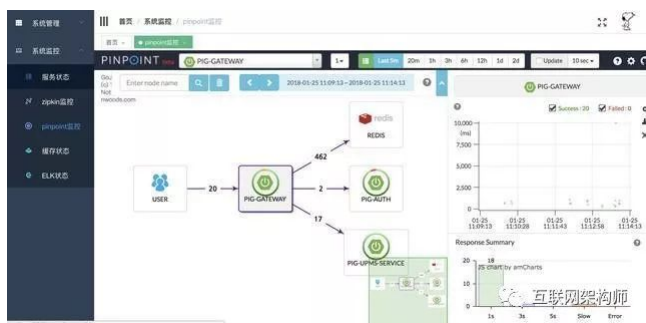 系统管理
首页 / 系统监控 / pinpoint监控
系统监控
首页
pinpoint监控
服务状态
zipkin监控
pinpoint监控
缓存状态
ELK状态
PINPOINT
PIG-GATEWAY
1
Last 5m 20m 1h 3h 6h 12h 1d 2d
Update 10 sec
Enter node name
2018-01-25 11:09:13 ~ 2018-01-25 11:14:13
PIG-GATEWAY
Success : 20 Failed : 0
redis
REDIS
USER
20
PIG-GATEWAY
462
2
17
PIG-AUTH
PIG-UPMS-SERVICE
10,000
(ms)
7,500
5,000
2,500
0
01-25 01-25 01-25 01-25 01-25
11:09:13 11:10:28 11:11:43 11:12:58 11:14:13
Response Summary
20
18
JS chart by amCharts
10
0
1s 3s 5s Slow Error
互联网架构师